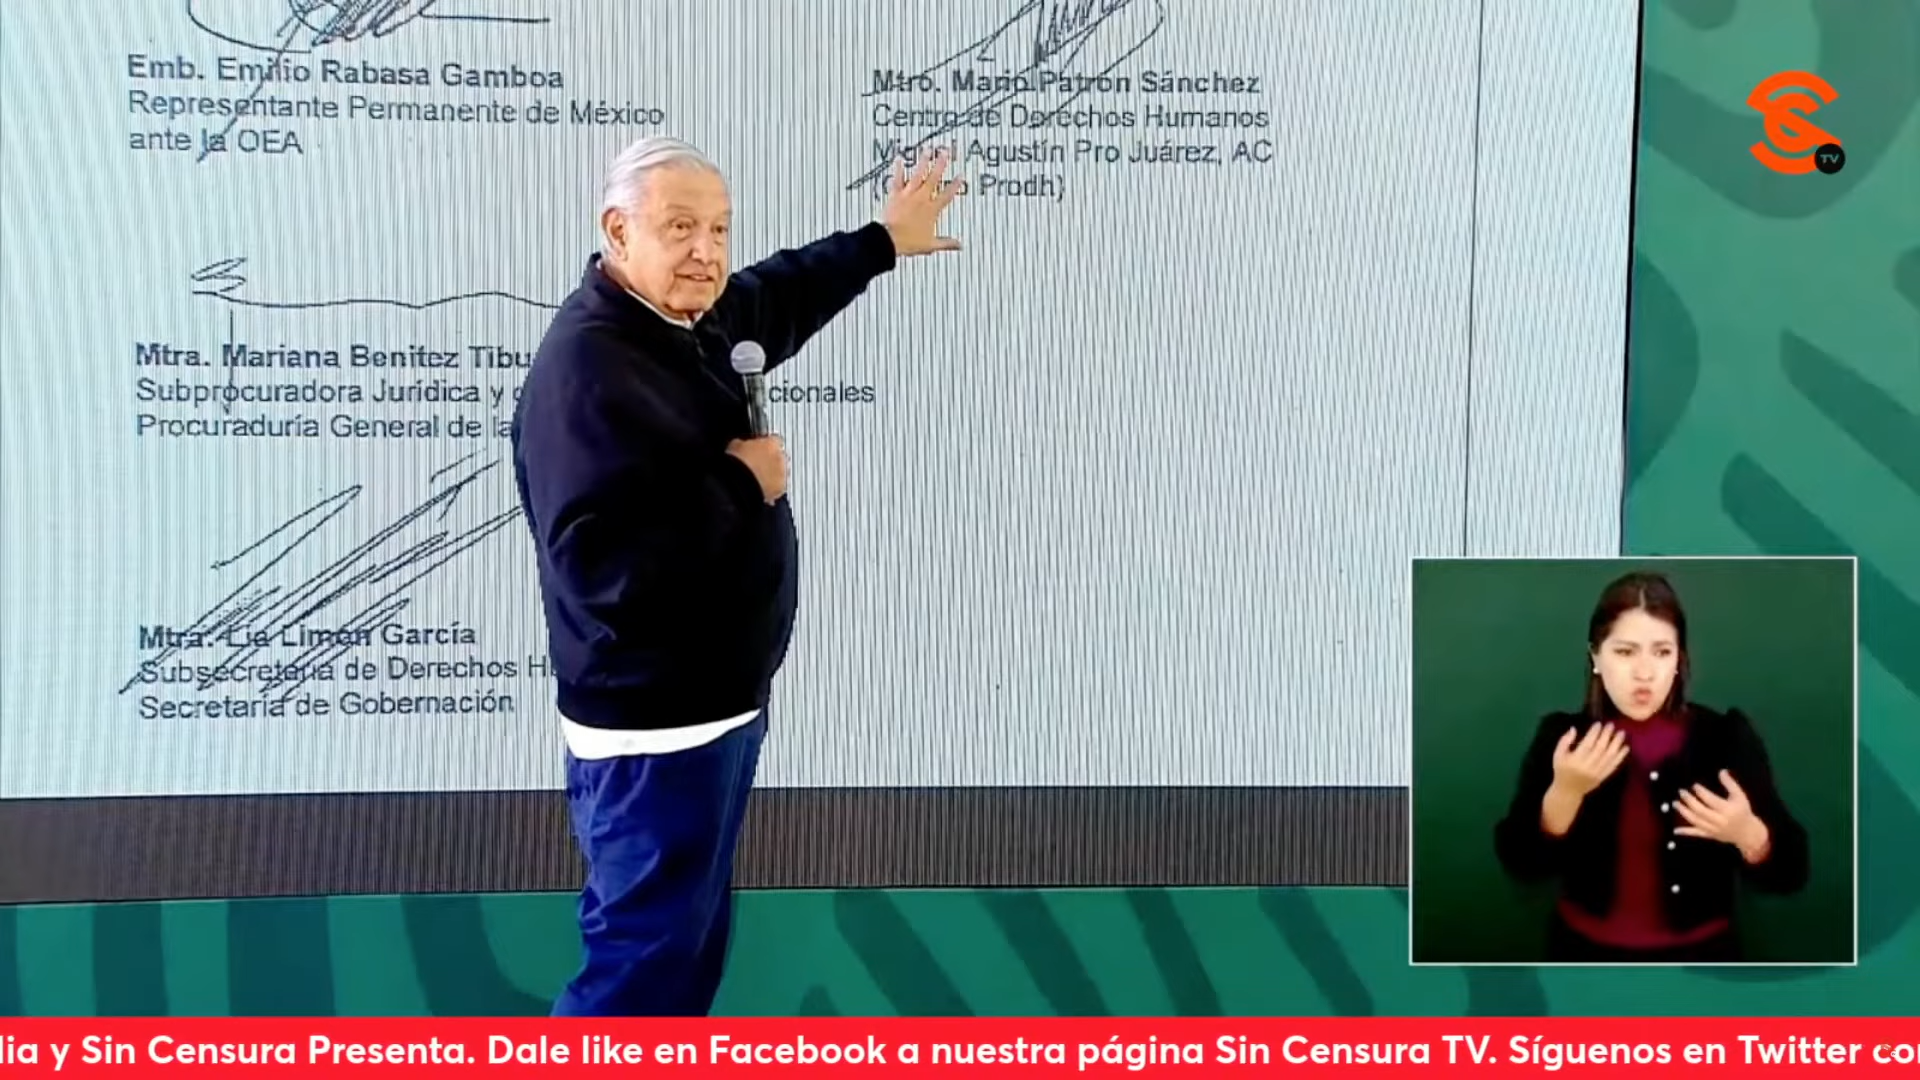 Emb. Emilio Rabasa Gamboa
Representante Permanente de México
ante la OEA
Mtro. Mario Patrón Sánchez
Centro de Derechos Humanos
Miguel Agustín Pro Juárez, AC
Prodh)
TV
Mtra. Mariana Benitez Tibu
Subprocuradora Jurídica y
cionales
Procuraduría General de la
Mtra. Lia Limón García
Subsecretaria de Derechos H
Secretaría de Gobernación
lia y Sin Censura Presenta. Dale like en Facebook a nuestra página Sin Censura TV. Síguenos en Twitter co